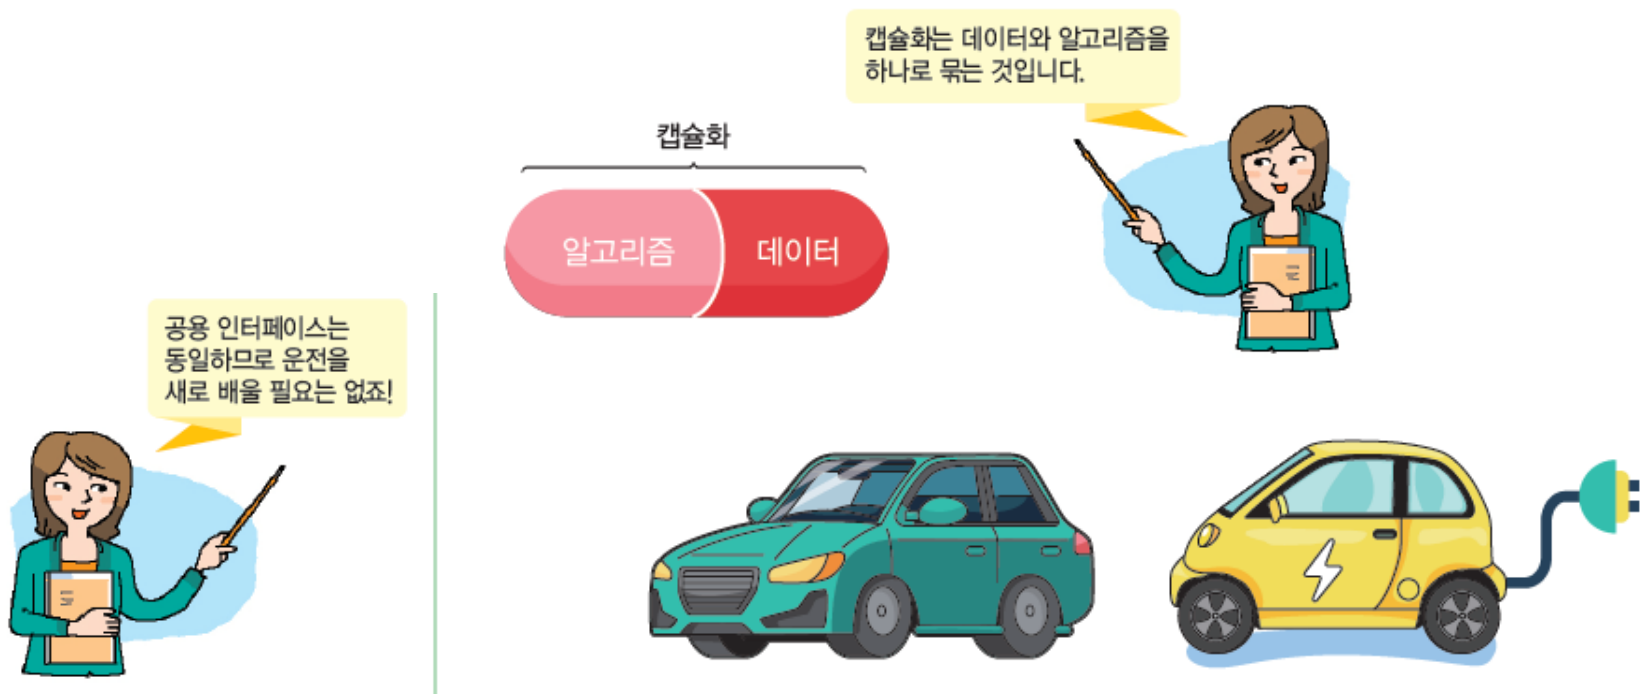 캡슐화는 데이터와 알고리즘을
하나로 묶는 것입니다.
캡슐화
알고리즘
데이터
공용 인터페이스는
동일하므로 운전을
새로 배울 필요는 없죠!